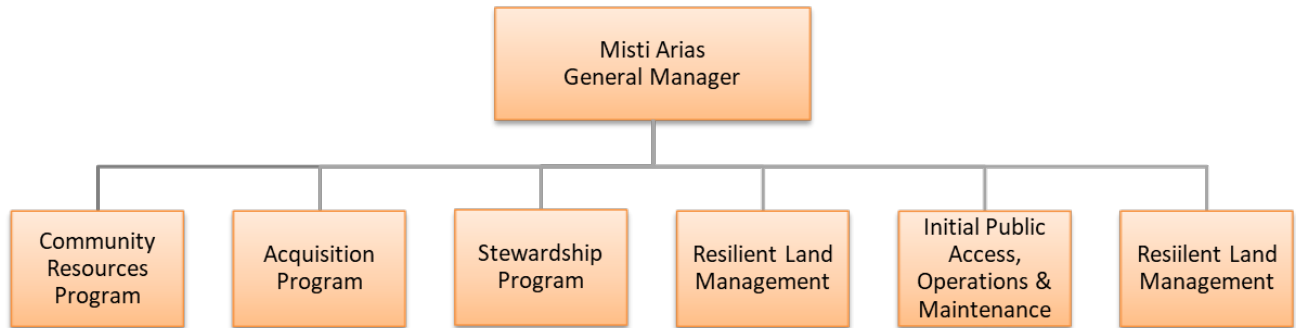 Misti Arias
General Manager
Community
Resources
Program
Acquisition
Program
Stewardship
Program
Resilient Land
Management
Initial Public
Access,
Operations &
Maintenance
Resiilent Land
Management